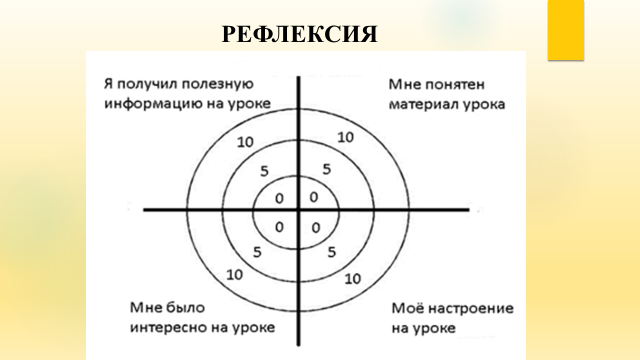 РЕФЛЕКСИЯ
Я получил полезную
информацию на уроке
Мне понятен
материал урока
10
10
5
5
0
0
0
0
5
5
10
10
Мне было
интересно на уроке
Моё настроение
на уроке